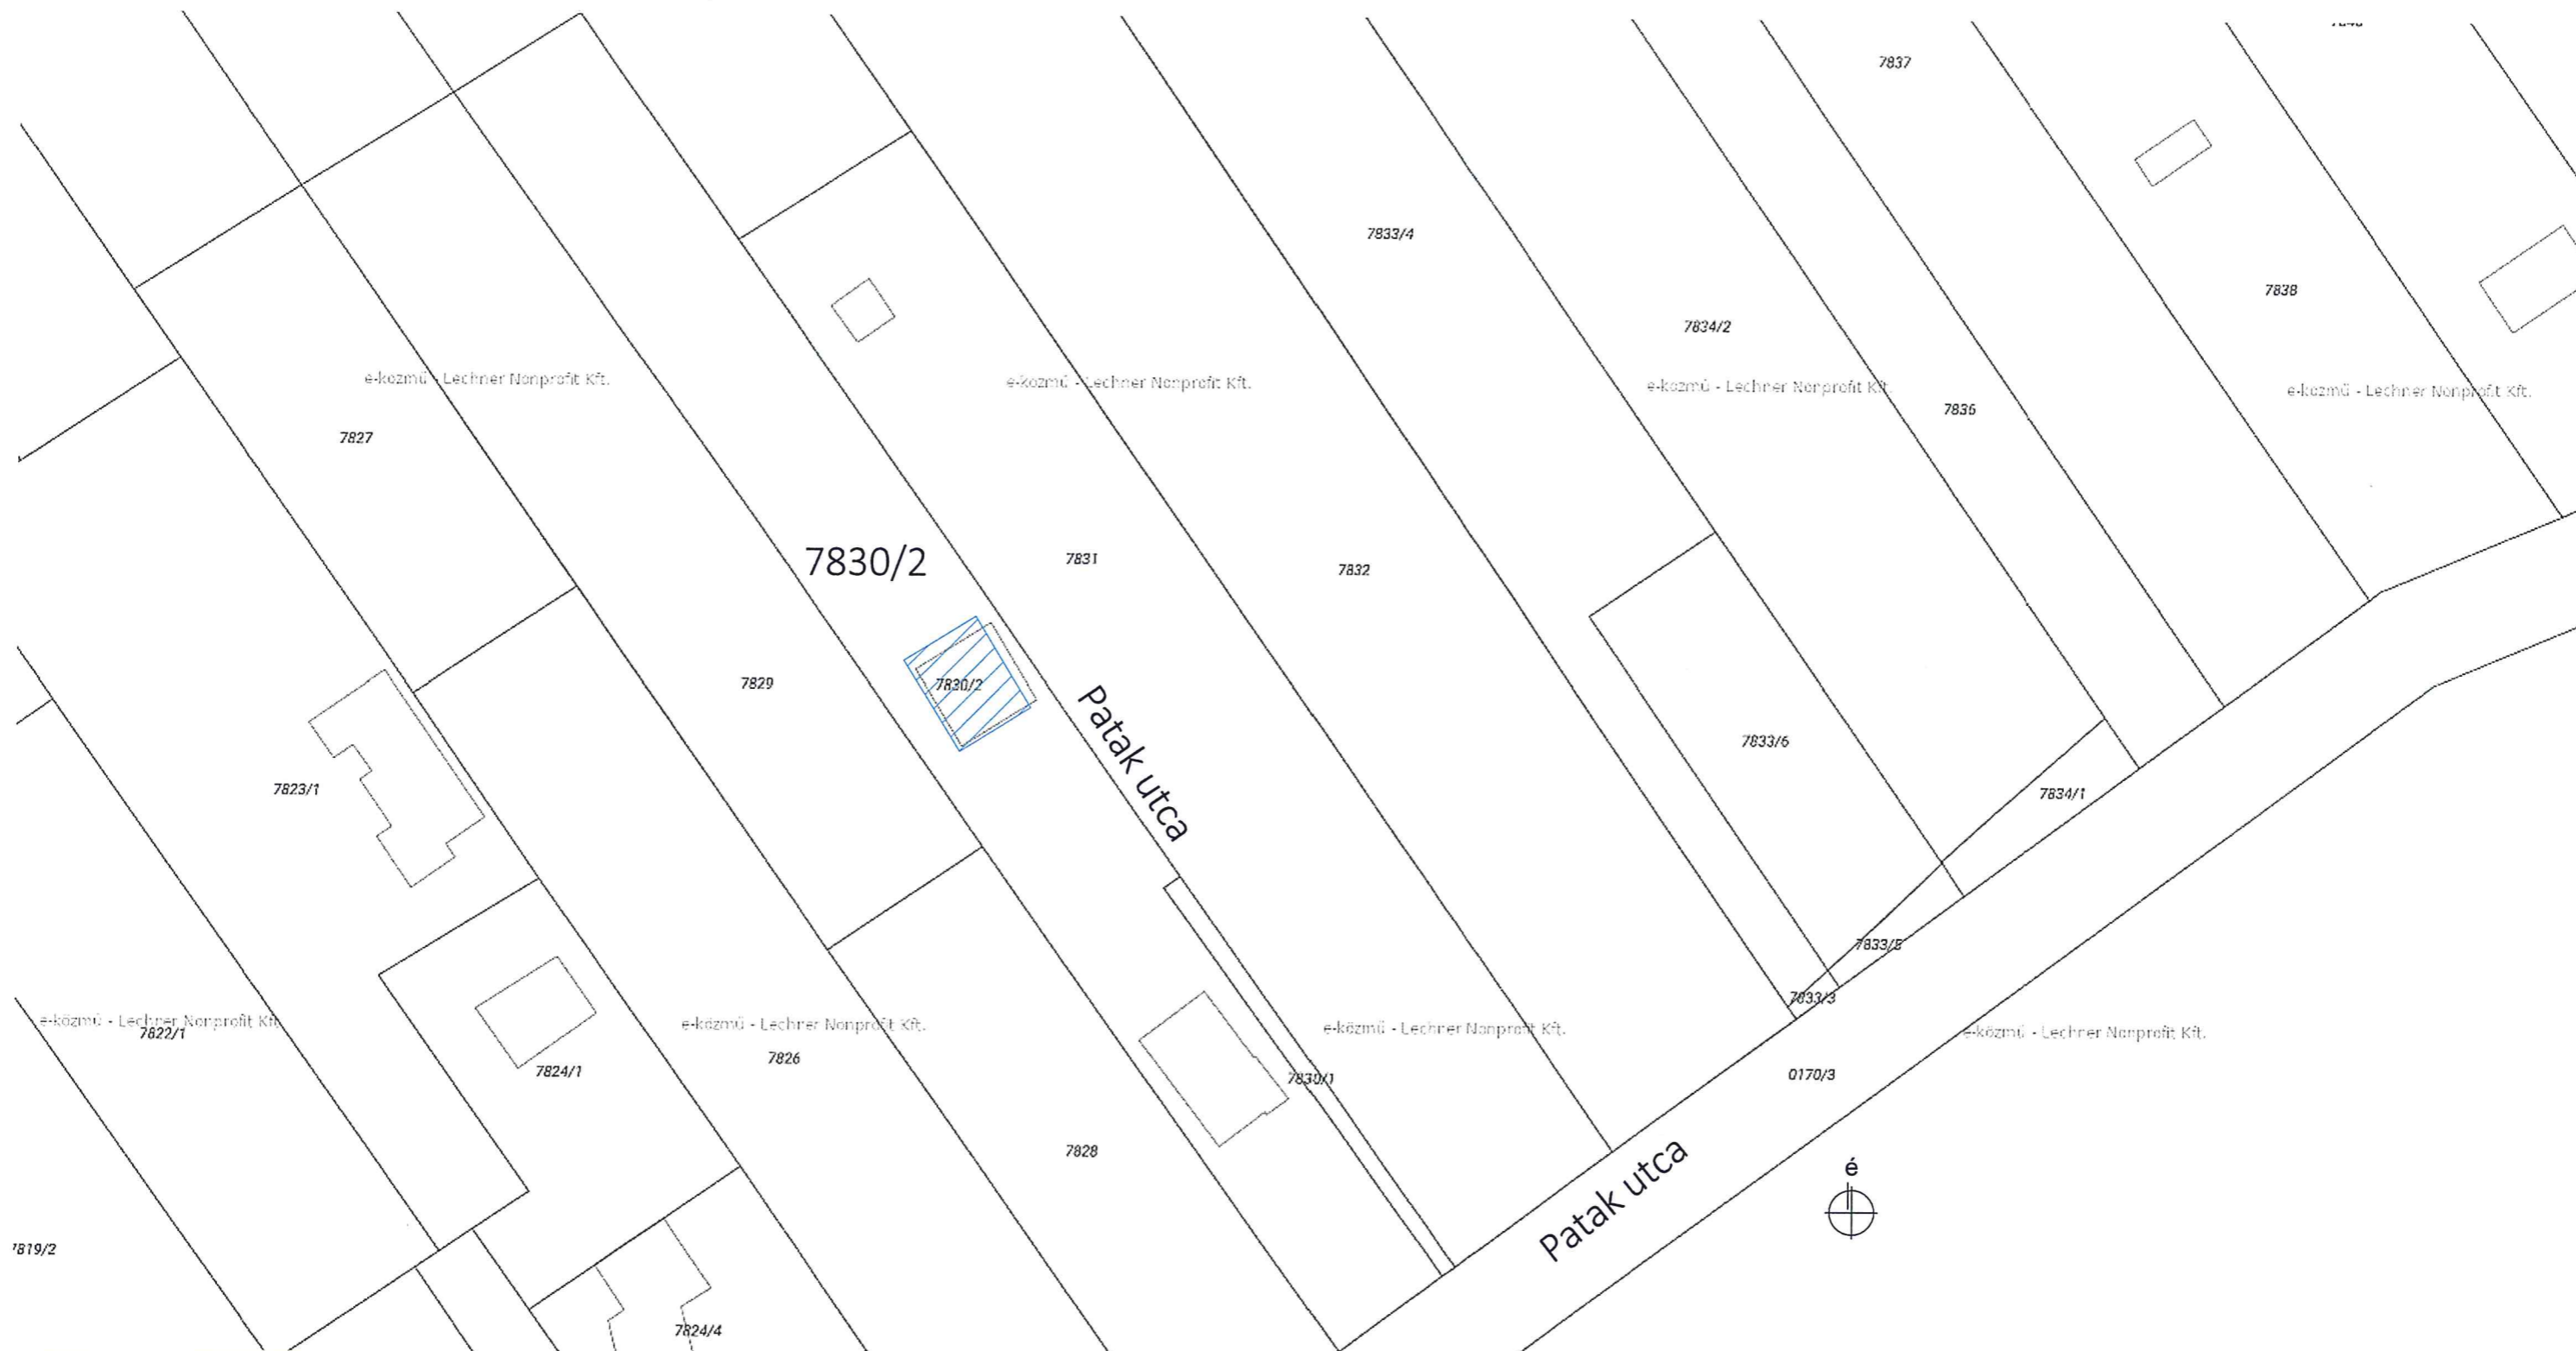 7837
7833/4
7838
7834/2
e-közmű - Lechner Nonprofit Kft.
e-közmű - Lechner Nonprofit Kft.
e-közmű - Lechner Nonprofit Kft.
e-közmű - Lechner Nonprofit Kft.
7836
7827
7830/2
7831
7832
7829
7830/2
Patak utca
7833/6
7823/1
7834/1
7833/5
7833/3
e-közmű - Lechner Nonprofit Kft.
7822/1
e-közmű - Lechner Nonprofit Kft.
e-közmű - Lechner Nonprofit Kft.
e-közmű - Lechner Nonprofit Kft.
7826
7824/1
7830/1
0170/3
7828
Patak utca
é
7819/2
7824/4